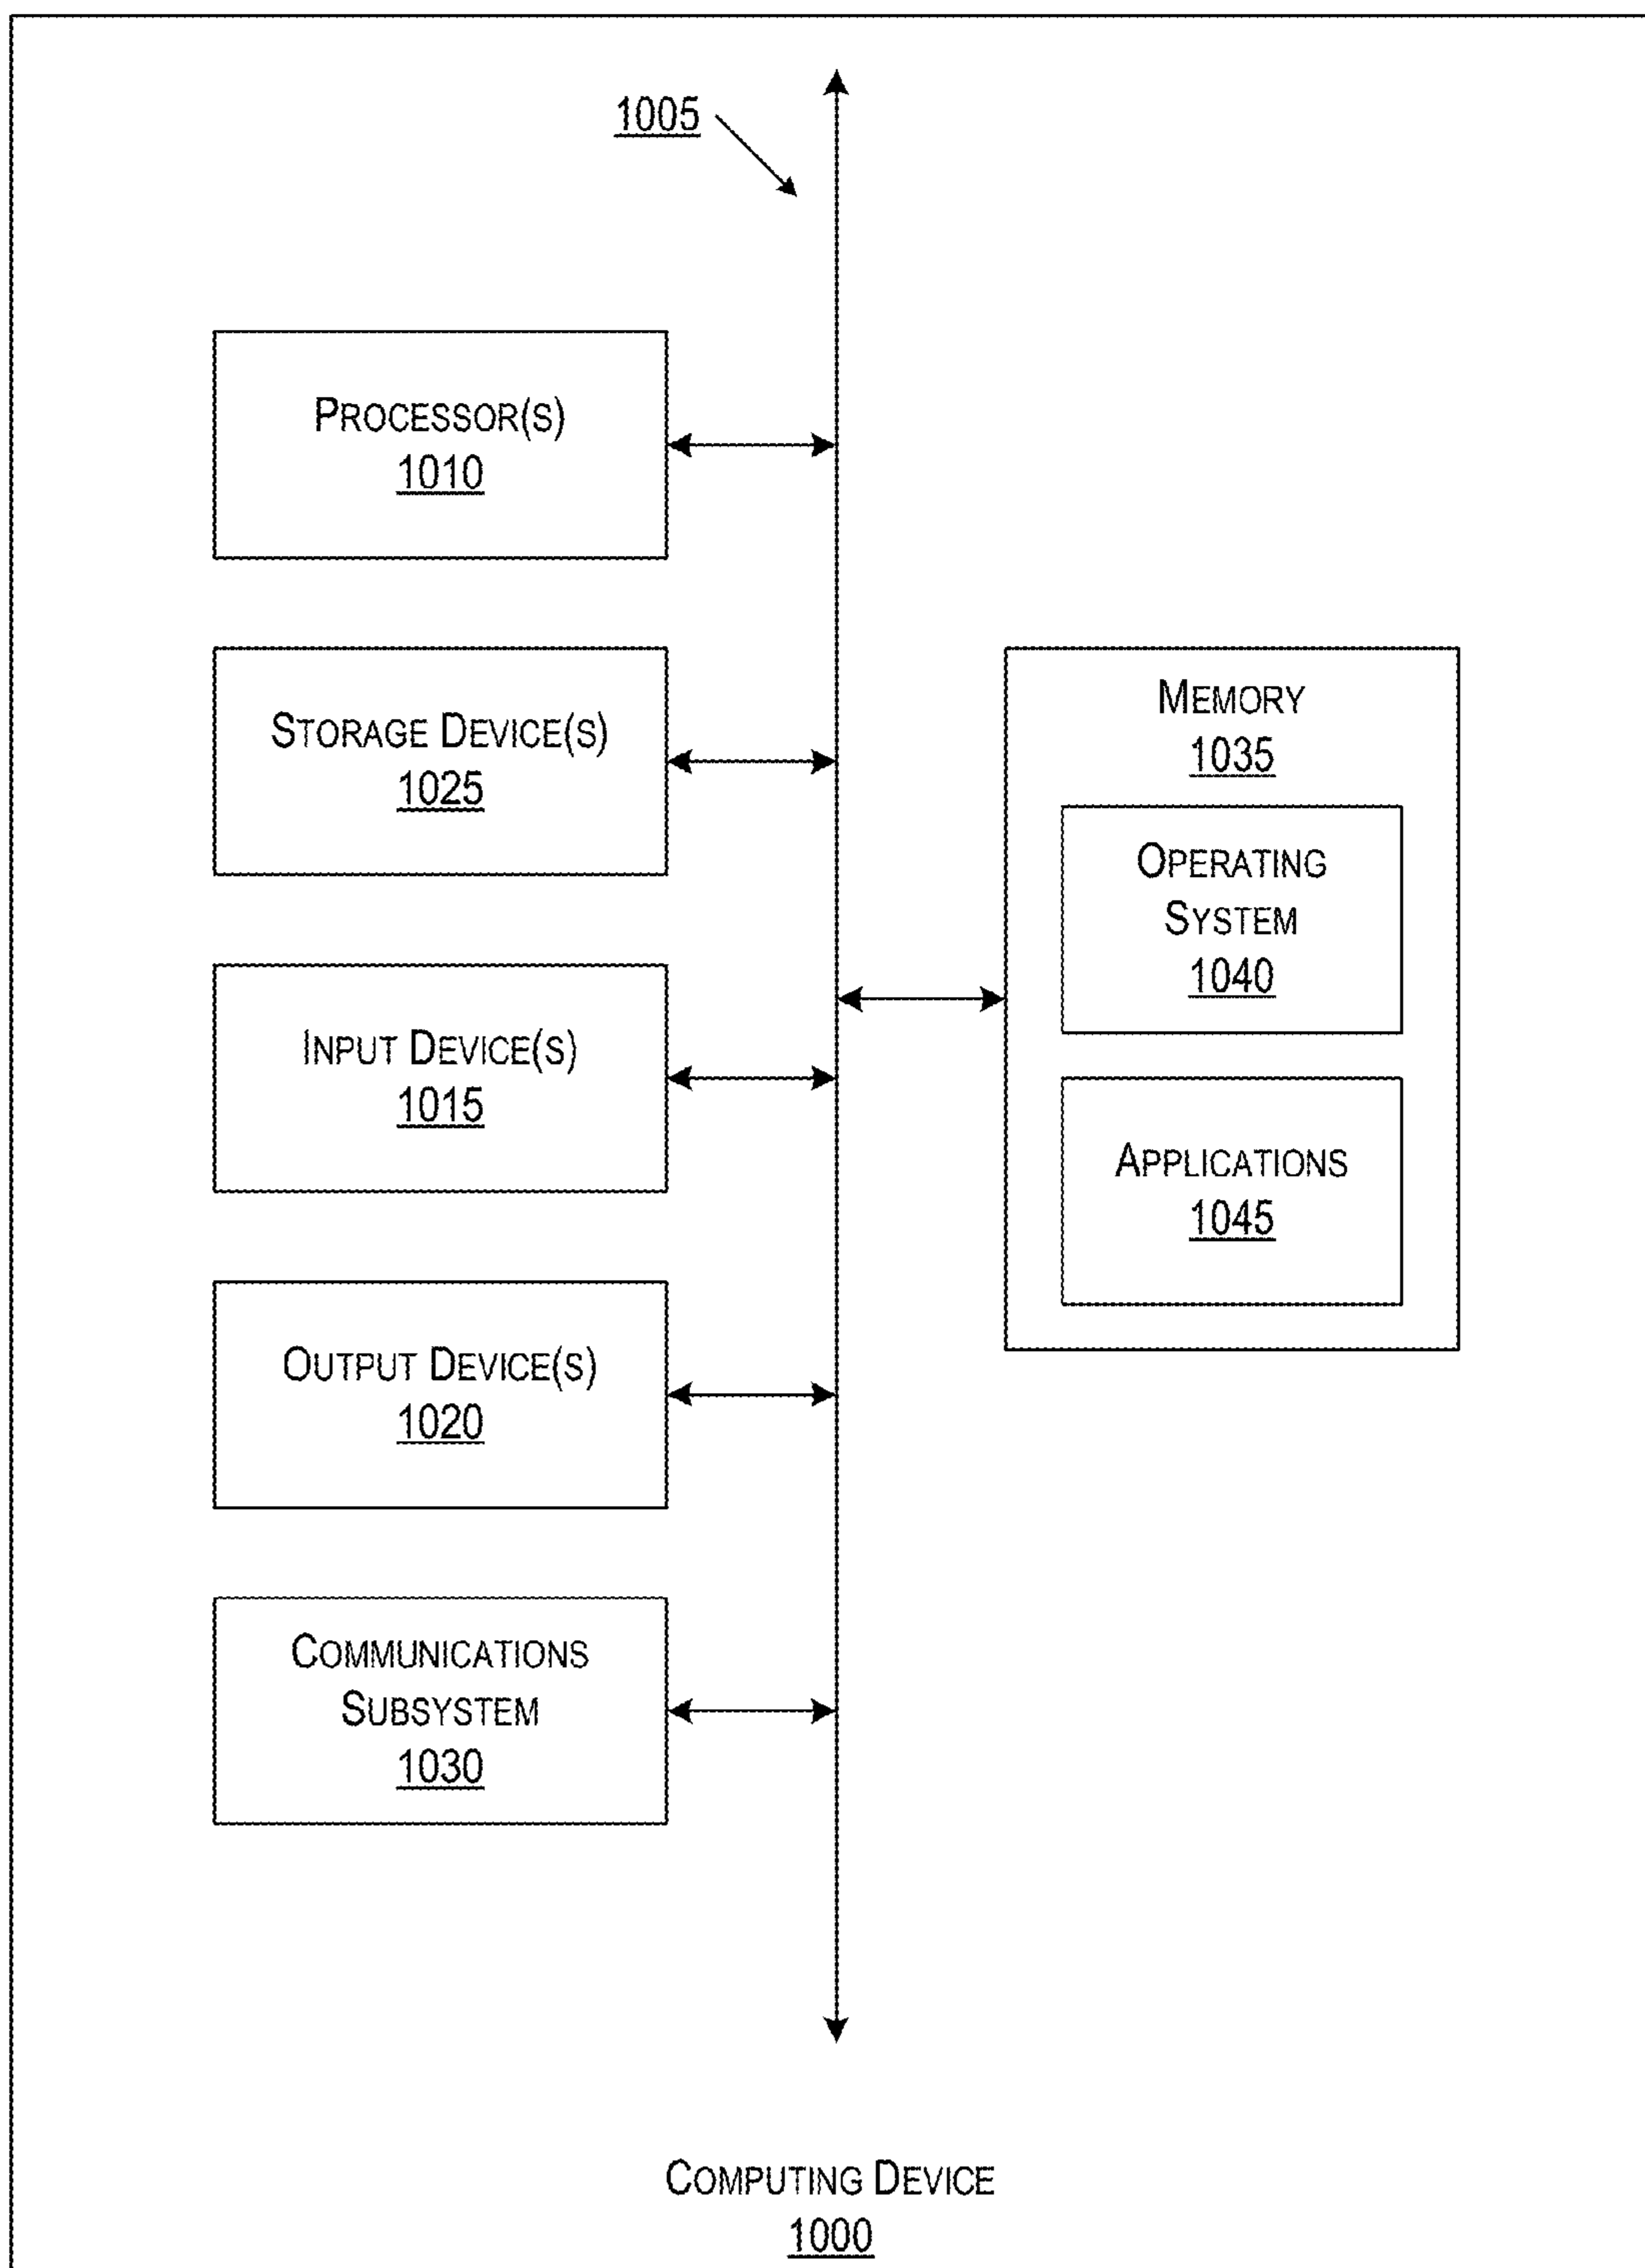 1005
PROCESSOR(S)
1010
STORAGE DEVICE(S)
1025
INPUT DEVICE(S)
1015
OUTPUT DEVICE(S)
1020
COMMUNICATIONS
SUBSYSTEM
1030
MEMORY
1035
OPERATING
SYSTEM
1040
APPLICATIONS
1045
COMPUTING DEVICE
1000